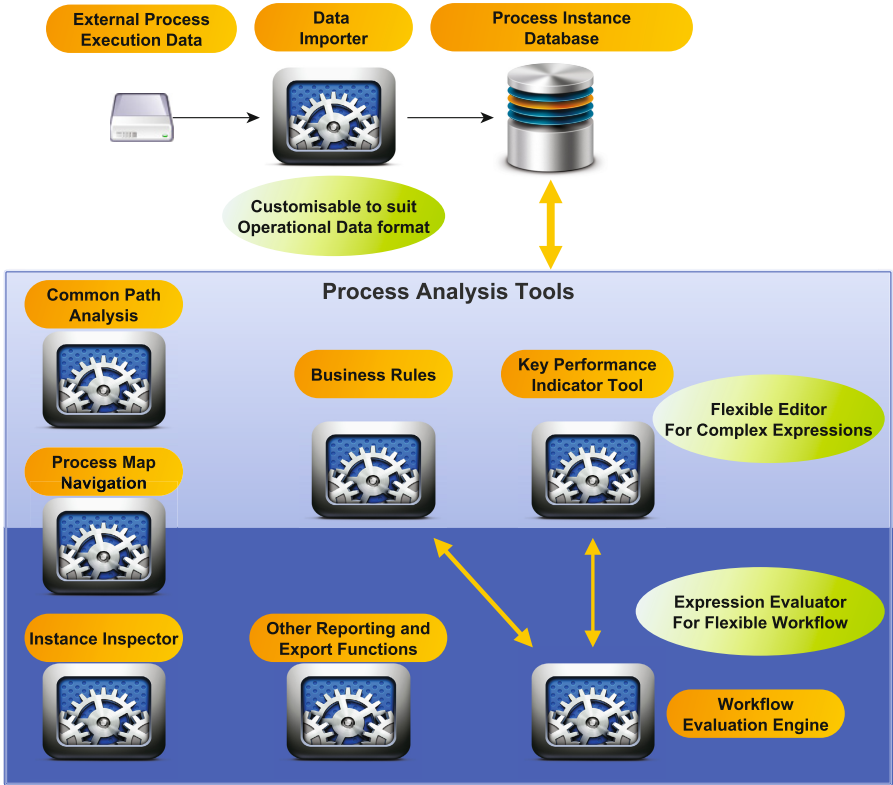 External Process
Execution Data
Data
Importer
Process Instance
Database
Customisable to suit
Operational Data format
Process Analysis Tools
Common Path
Analysis
Business Rules
Key Performance
Indicator Tool
Flexible Editor
For Complex Expressions
Process Map
Navigation
Expression Evaluator
For Flexible Workflow
Instance Inspector
Other Reporting and
Export Functions
Workflow
Evaluation Engine